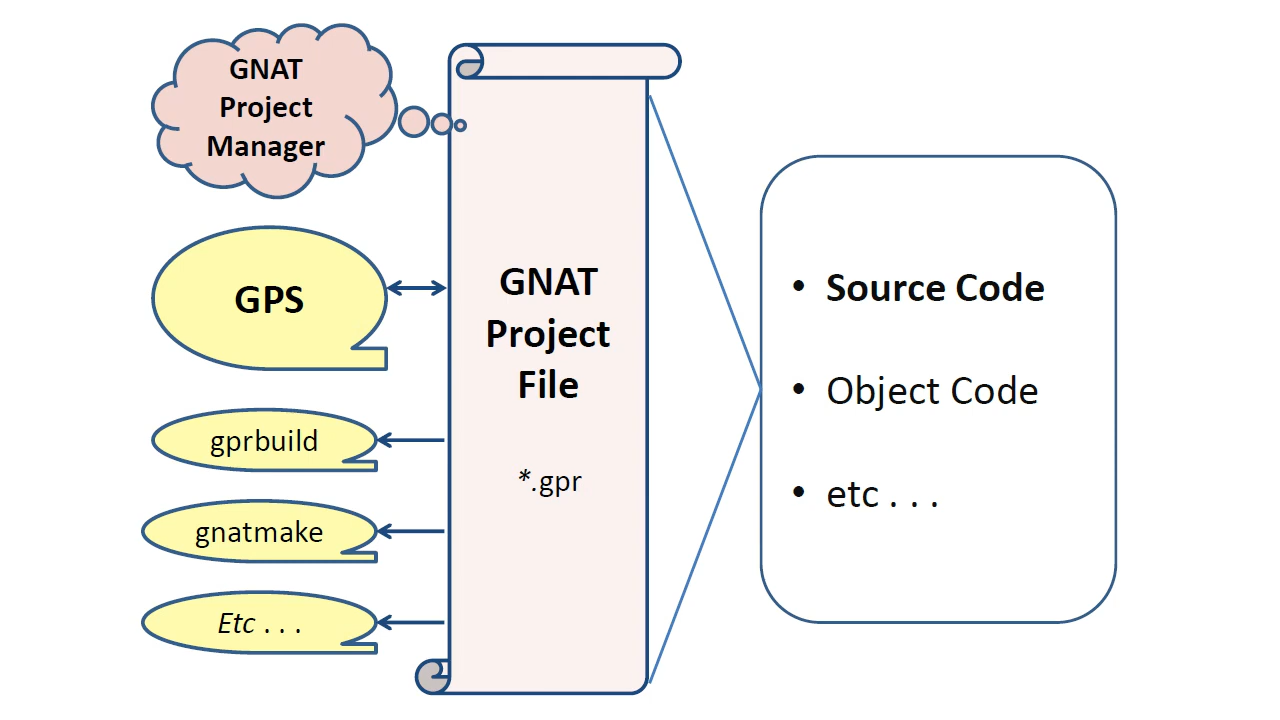 GNAT
Project
Manager
GPS
gprbuild
gnatmake
Etc . . .
GNAT
Project
File
*.gpr
• Source Code
• Object Code
• etc . . .